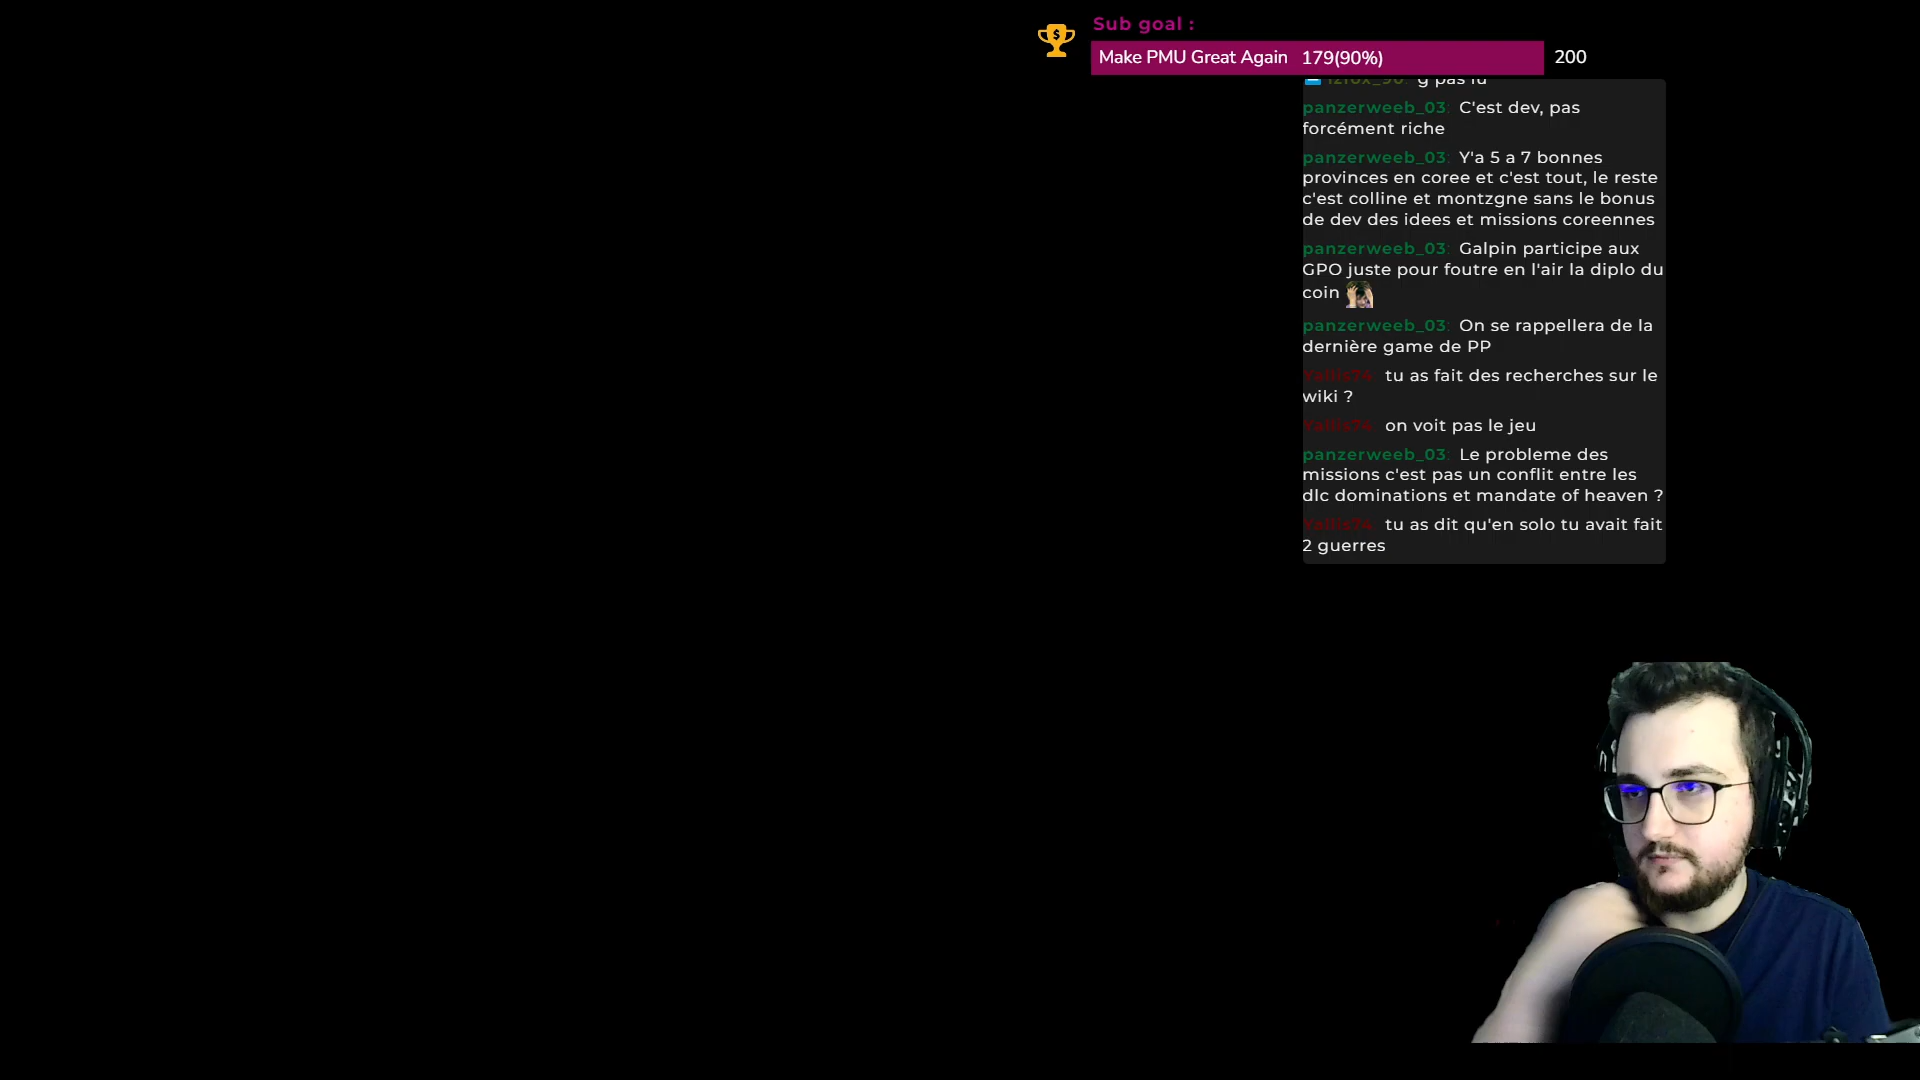 Sub goal :
Make PMU Great Again 179(90%) 200
g pas lu
panzerweeb_03: C'est dev, pas
forcément riche
panzerweeb_03: Y'a 5 a 7 bonnes
provinces en coree et c'est tout, le reste
c'est colline et montzgne sans le bonus
de dev des idees et missions coreennes
panzerweeb_03: Galpin participe aux
GPO juste pour foutre en l'air la diplo du
coin
panzerweeb_03: On se rappellera de la
dernière game de PP
Yallis74: tu as fait des recherches sur le
wiki ?
Yallis74: on voit pas le jeu
panzerweeb_03: Le probleme des
missions c'est pas un conflit entre les
dlc dominations et mandate of heaven ?
Yallis74: tu as dit qu'en solo tu avait fait
2 guerres